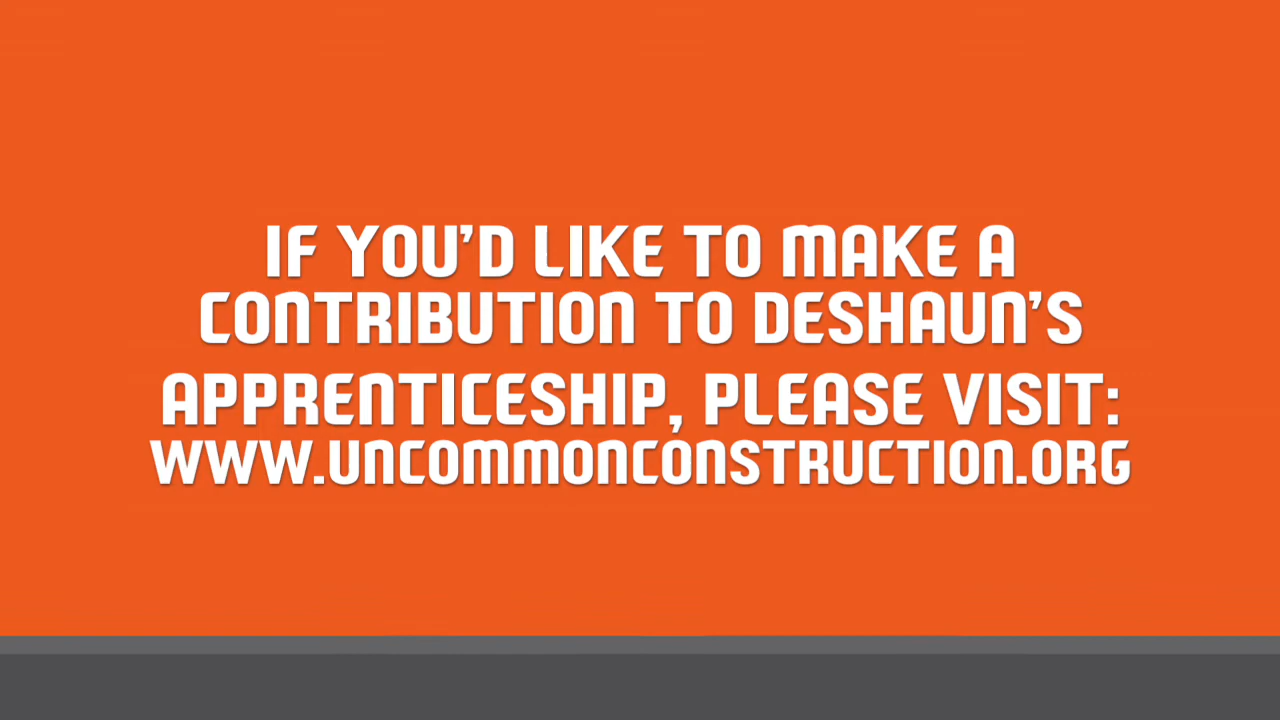 IF YOU'D LIKE TO MAKE A
CONTRIBUTION TO DESHAUN'S
APPRENTICESHIP, PLEASE VISIT:
WWW.UNCOMMONCONSTRUCTION.ORG